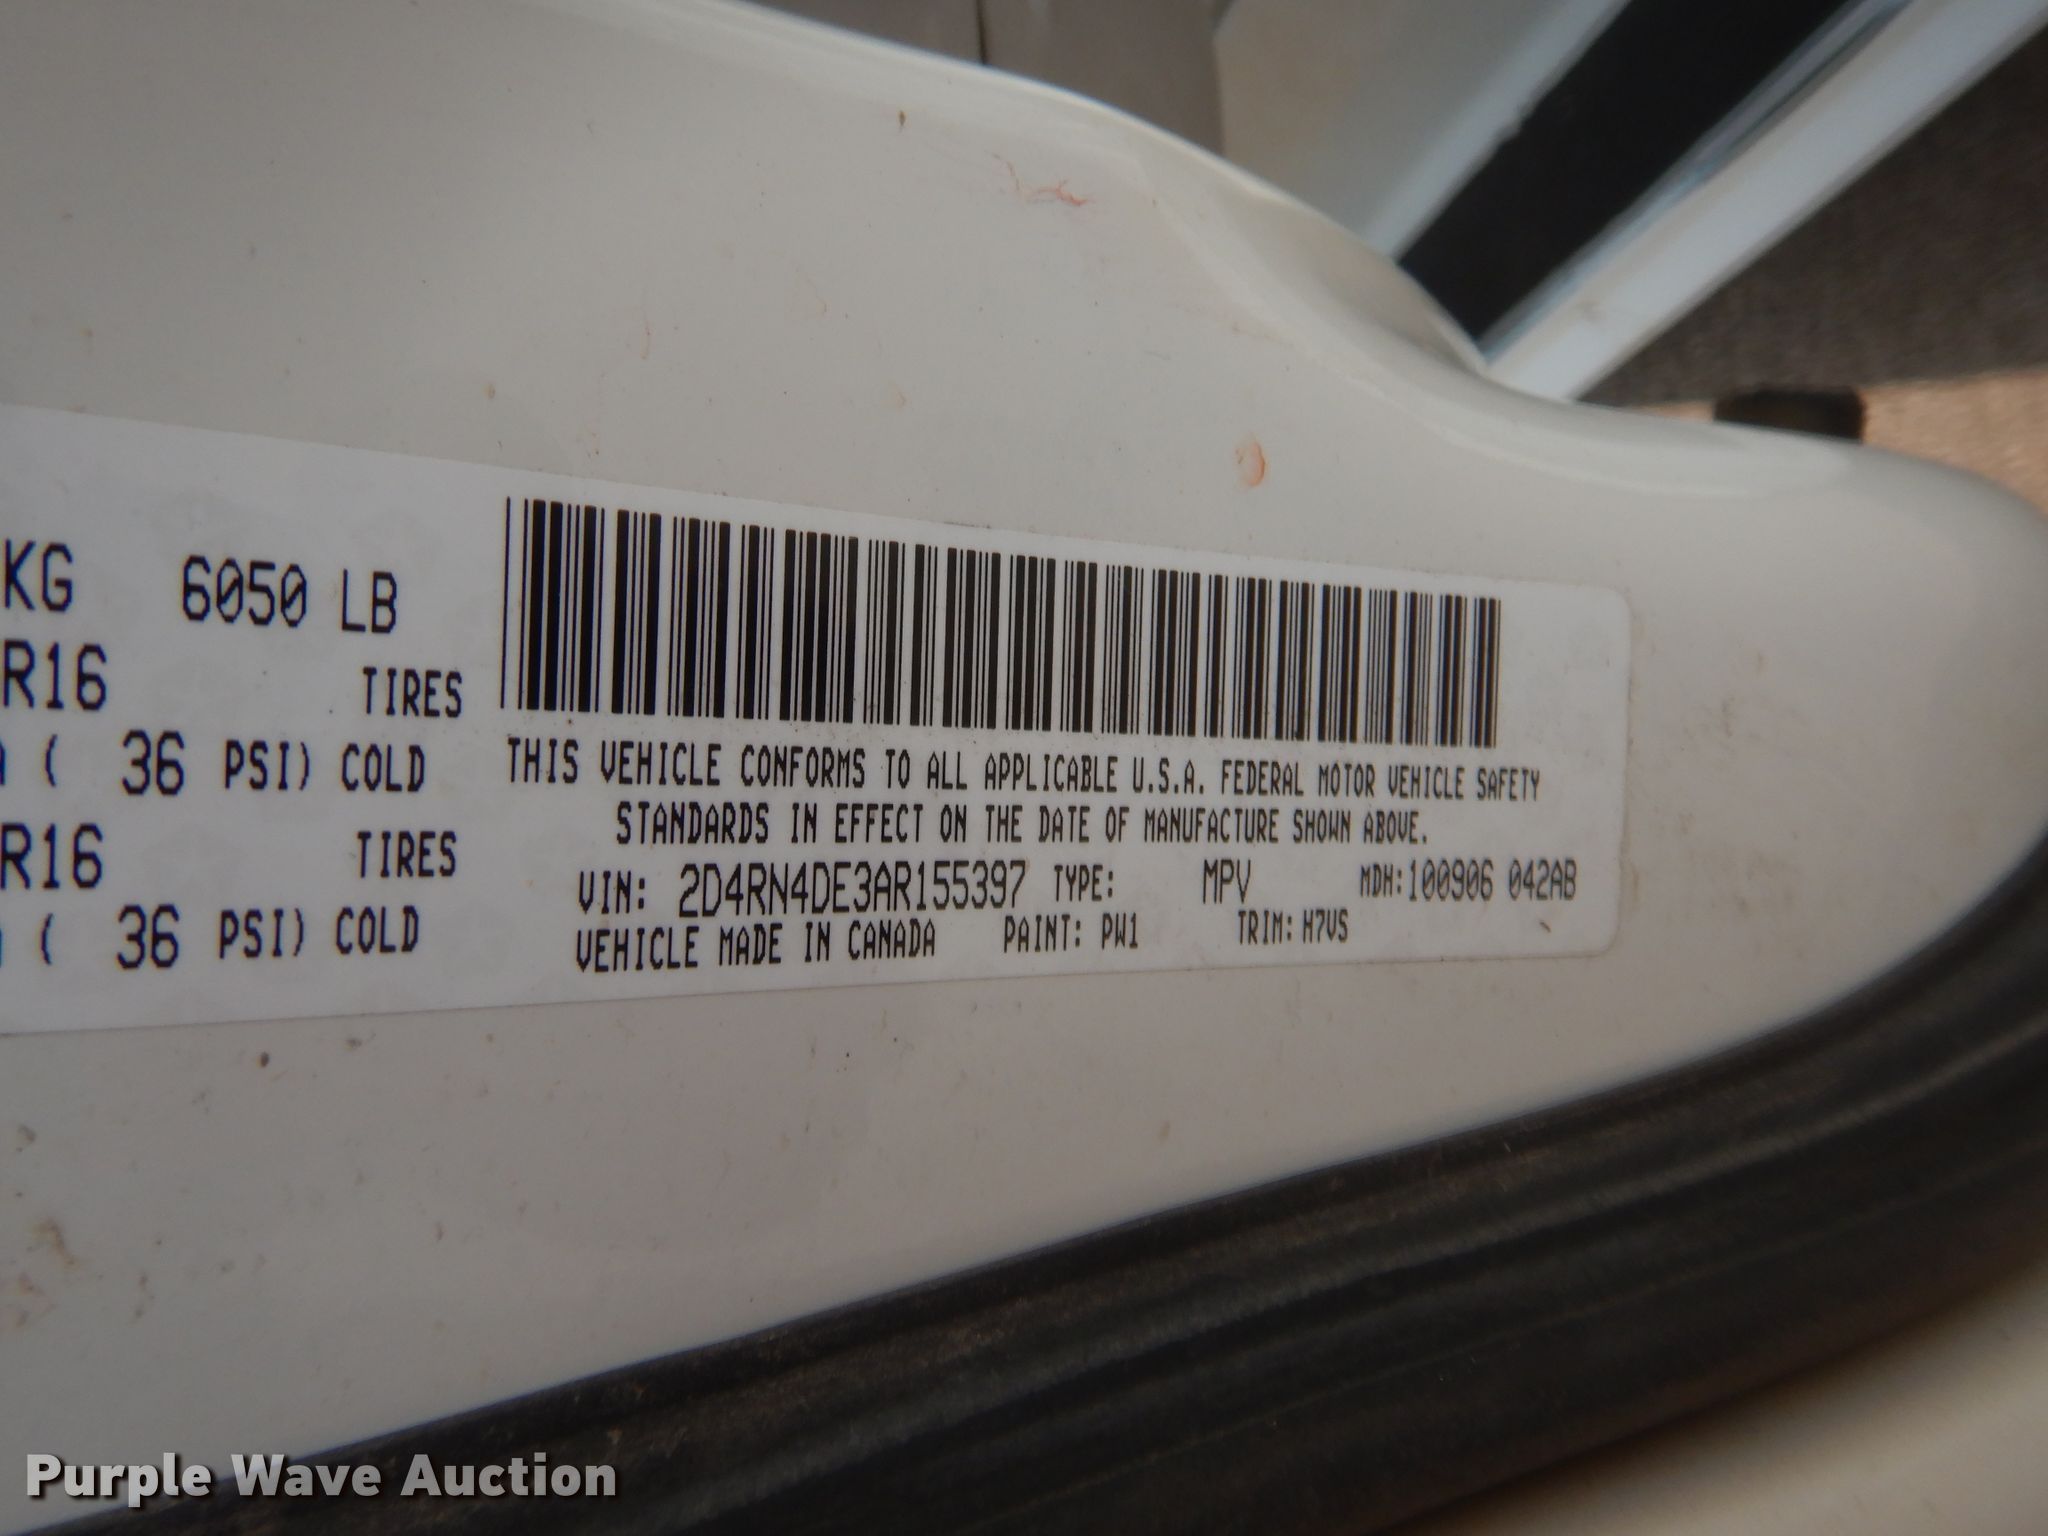 KG 6050 LB
R16 TIRES
( 36 PSI) COLD
R16 TIRES
( 36 PSI) COLD
THIS VEHICLE CONFORMS TO ALL APPLICABLE U.S.A. FEDERAL MOTOR VEHICLE SAFETY
STANDARDS IN EFFECT ON THE DATE OF MANUFACTURE SHOWN ABOVE.
VIN: 2D4RN4DE3AR155397 TYPE: MPV MDH:100906 042AB
VEHICLE MADE IN CANADA PAINT: PW1 TRIM: H7VS
Purple Wave Auction